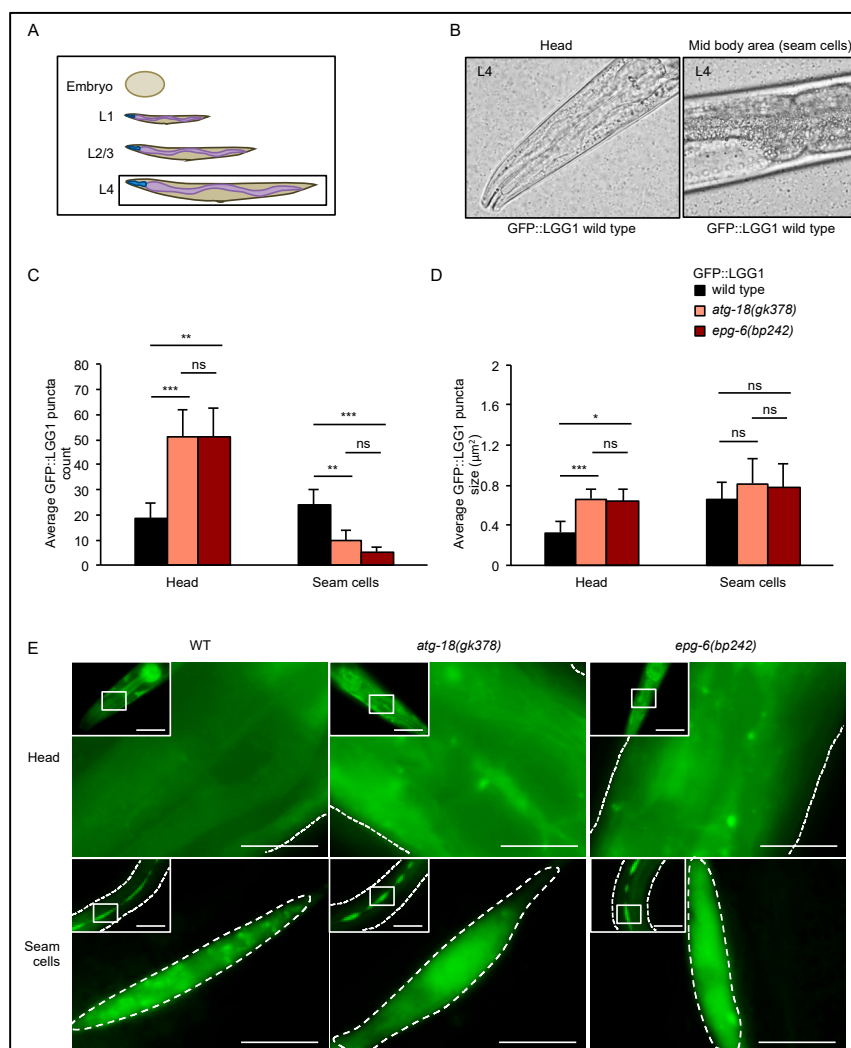 A
Embryo
L1
L2/3
L4
B
Head
Mid body area (seam cells)
L4
L4
GFP::LGG1 wild type
GFP::LGG1 wild type
C
Average GFP::LGG1 puncta
count
80
70
60
50
40
30
20
10
0
**
ns
***
***
ns
**
Head
Seam cells
D
GFP::LGG1
wild type
atg-18(gk378)
epg-6(bp242)
Average GFP::LGG1 puncta
size (µm²)
2
1.6
1.2
0.8
0.4
0
*
ns
***
ns
ns
ns
Head
Seam cells
E
WT
atg-18(gk378)
epg-6(bp242)
Head
Seam
cells